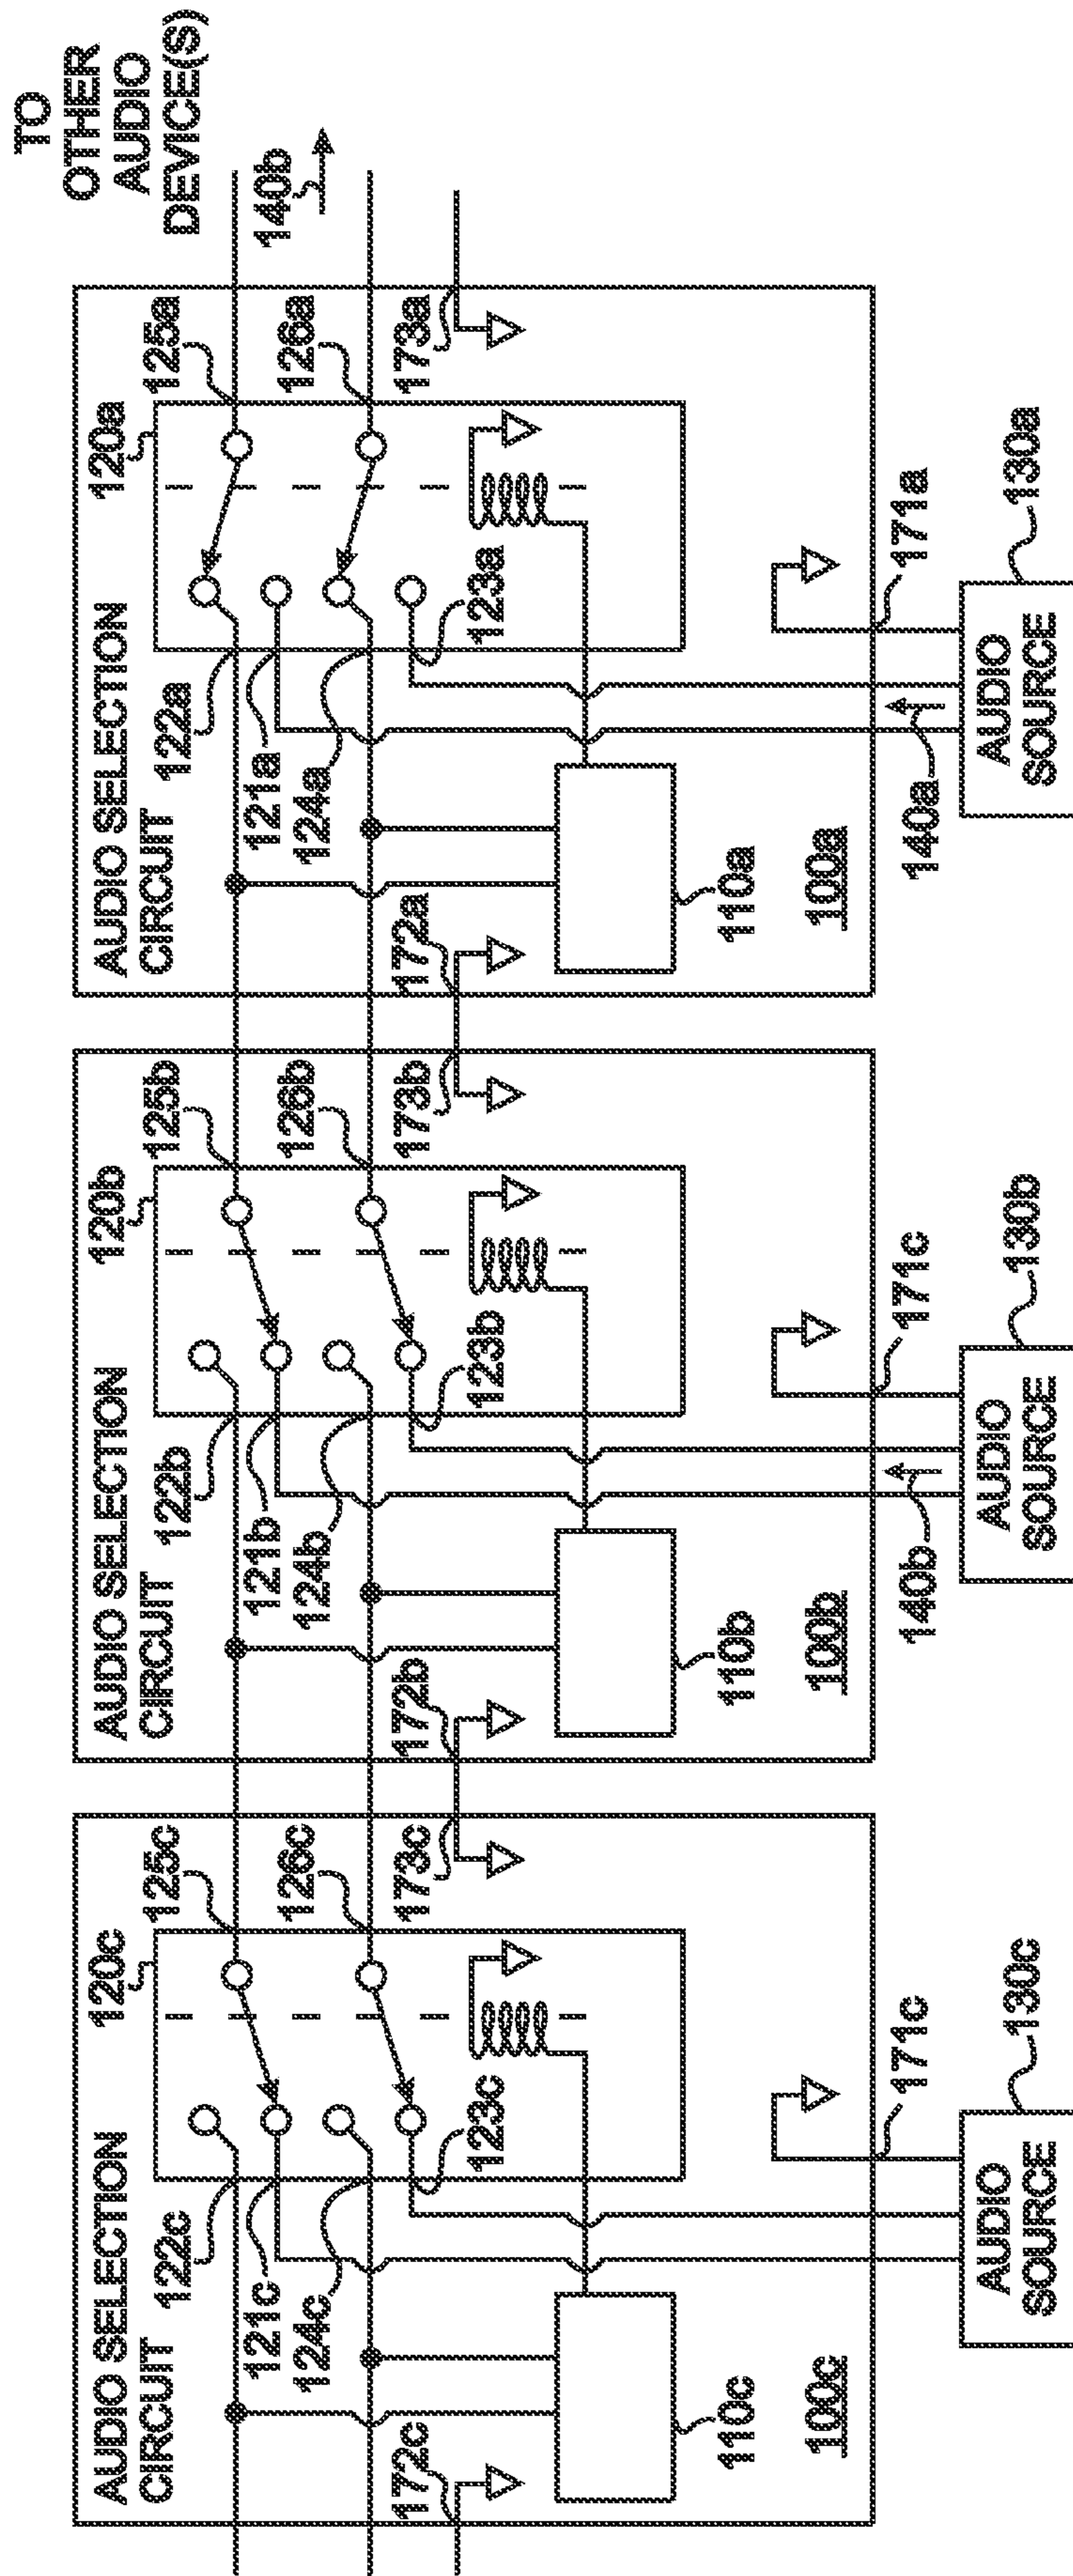 TO
OTHER
AUDIO
DEVICE(S)
140b
AUDIO SELECTION
CIRCUIT
120c
125c
122c
121c
126c
124c
172c
173c
123c
110c
100c
171c
AUDIO
SOURCE
130c
AUDIO SELECTION
CIRCUIT
120b
125b
122b
121b
126b
124b
172b
173b
123b
110b
100b
171c
140b
AUDIO
SOURCE
130b
AUDIO SELECTION
CIRCUIT
120a
125a
122a
121a
126a
124a
172a
173a
123a
110a
100a
171a
140a
AUDIO
SOURCE
130a